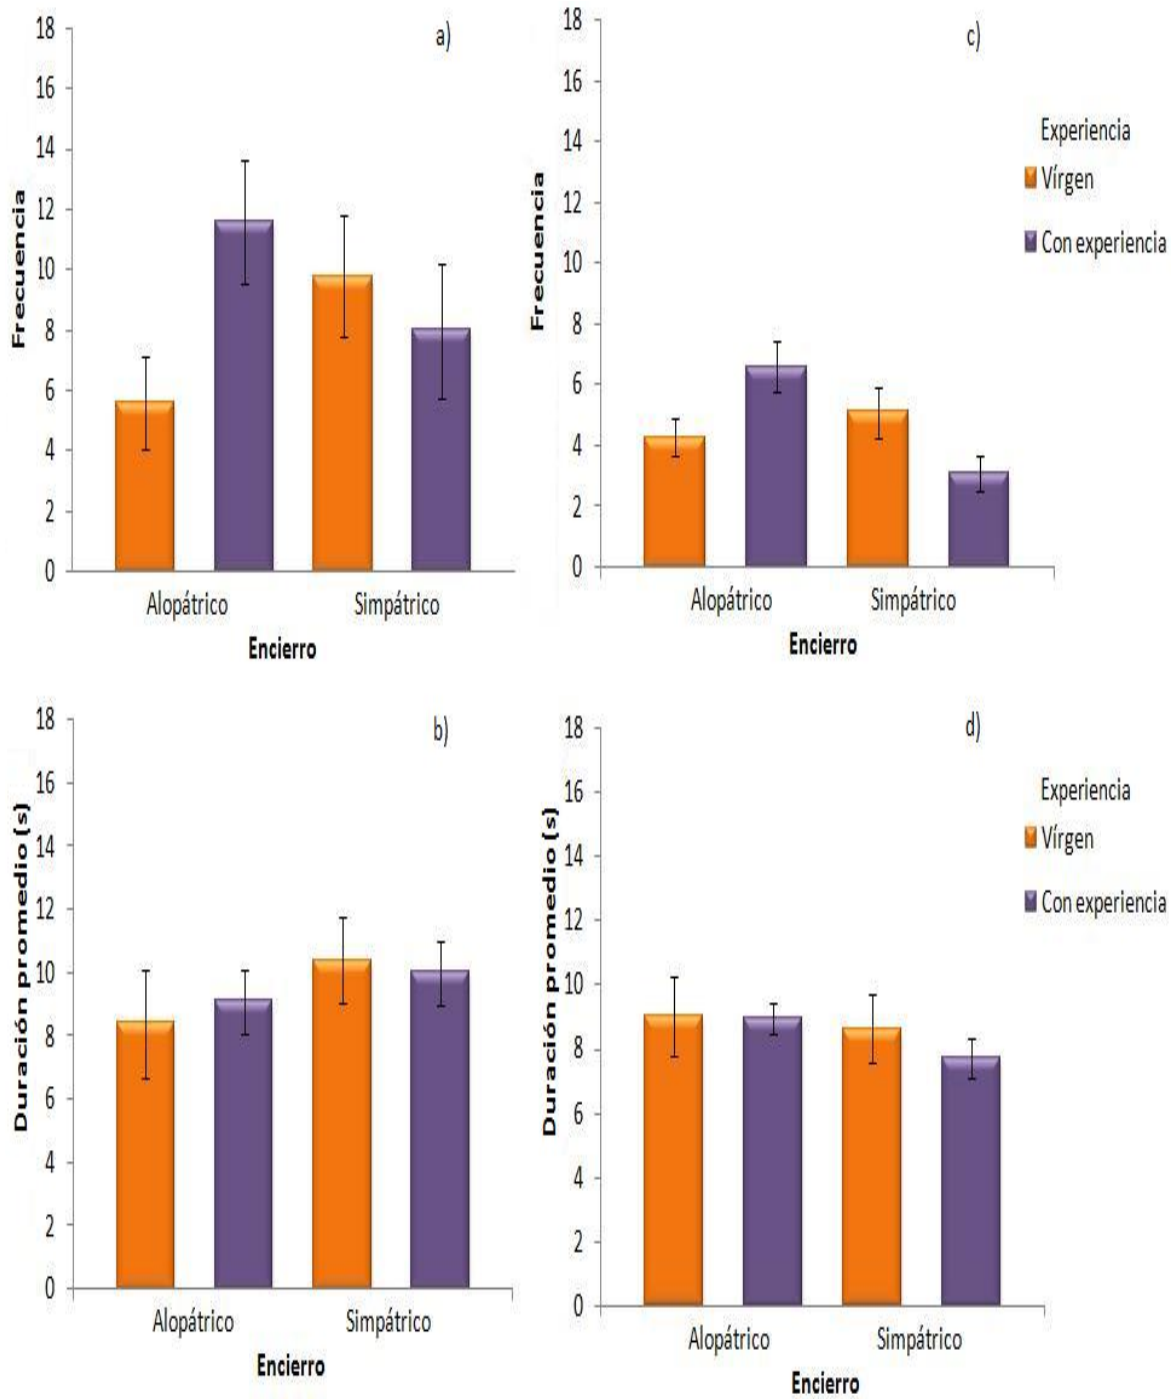 a)
18
16
14
12
10
8
6
4
2
0
Frecuencia
Alopátrico Simpátrico
Encierro
c)
18
16
14
12
10
8
6
4
2
0
Frecuencia
Alopátrico Simpátrico
Encierro
Experiencia
Vírgen
Con experiencia
b)
18
16
14
12
10
8
6
4
2
0
Duración promedio (s)
Alopátrico Simpátrico
Encierro
d)
18
16
14
12
10
8
6
4
2
0
Duración promedio (s)
Alopátrico Simpátrico
Encierro
Experiencia
Vírgen
Con experiencia